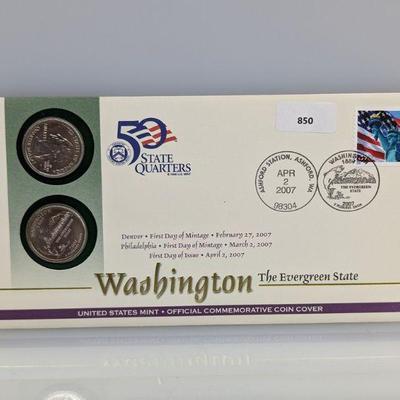 850
50
STATE
QUARTERS
ASHFORD STATION, ASHFORD, WA
APR
2
2007
98304
WASHINGTON
THE EVERGREEN
STATE
2007
Denver • First Day of Mintage • February 27, 2007
Philadelphia • First Day of Mintage • March 2, 2007
First Day of Issue • April 2, 2007
Washington The Evergreen State
UNITED STATES MINT • OFFICIAL COMMEMORATIVE COIN COVER